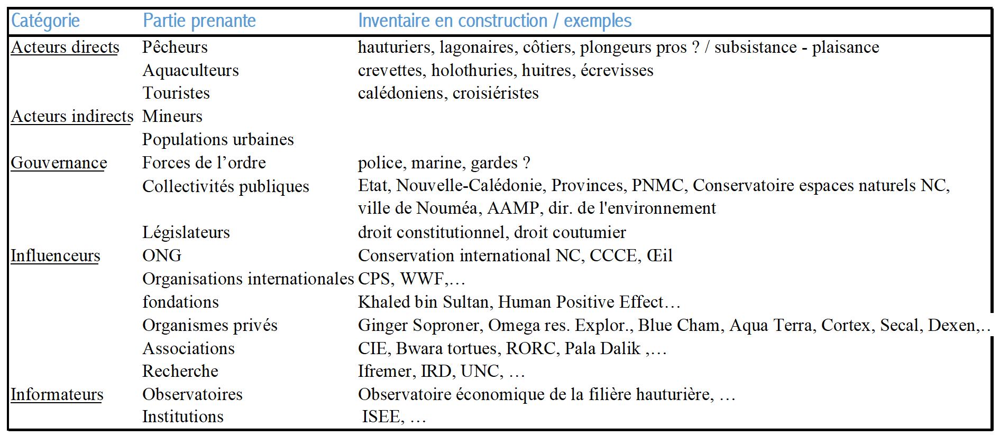 Catégorie Partie prenante Inventaire en construction / exemples
Acteurs directs Pêcheurs hauturiers, lagonaires, côtiers, plongeurs pros ? / subsistance - plaisance
Aquaculteurs crevettes, holothuries, huitres, écrevisses
Touristes calédoniens, croisiéristes
Acteurs indirects Mineurs
Populations urbaines
Gouvernance Forces de l’ordre police, marine, gardes ?
Collectivités publiques Etat, Nouvelle-Calédonie, Provinces, PNMC, Conservatoire espaces naturels NC,
ville de Nouméa, AAMP, dir. de l'environnement
Législateurs droit constitutionnel, droit coutumier
Influenceurs ONG Conservation international NC, CCCE, Œil
Organisations internationales CPS, WWF,…
fondations Khaled bin Sultan, Human Positive Effect…
Organismes privés Ginger Soproner, Omega res. Explor., Blue Cham, Aqua Terra, Cortex, Secal, Dexen,..
Associations CIE, Bwara tortues, RORC, Pala Dalik ,…
Recherche Ifremer, IRD, UNC, …
Informateurs Observatoires Observatoire économique de la filière hauturière, …
Institutions ISEE, …